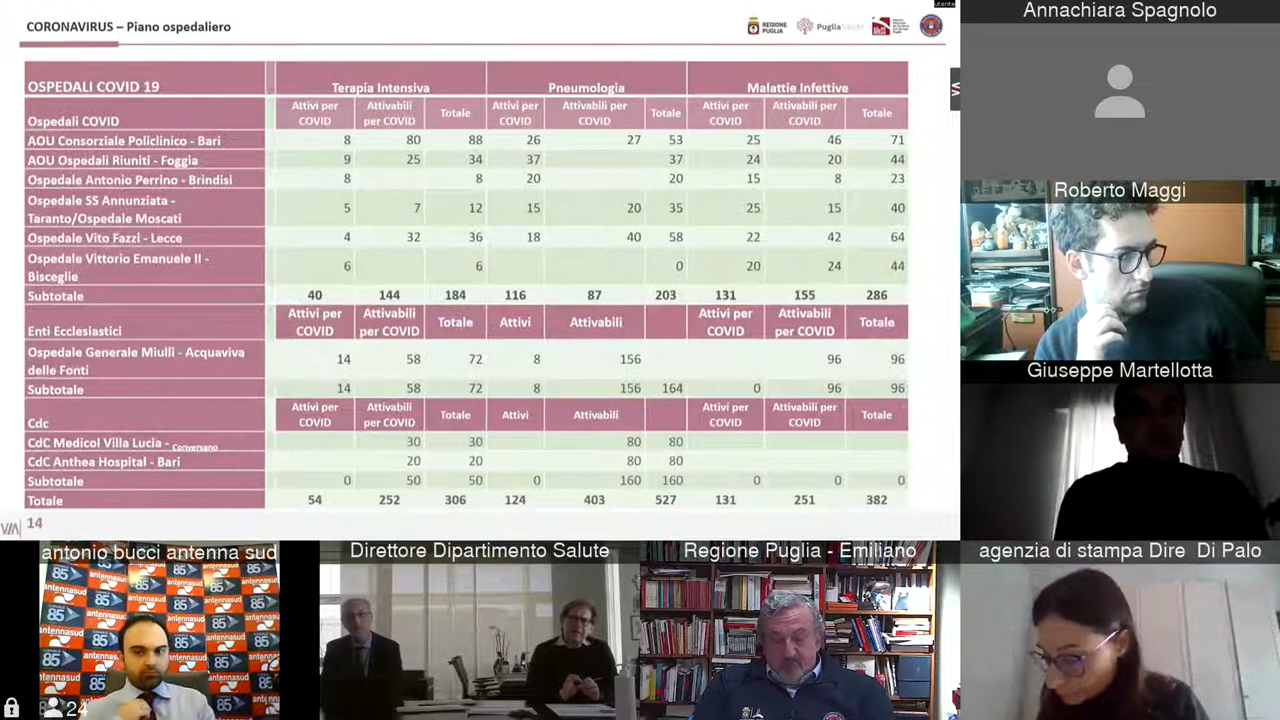 utente
CORONAVIRUS – Piano ospedaliero
REGIONE PUGLIA
PugliaSalute
OSPEDALI COVID 19 Terapia Intensiva Pneumologia Malattie Infettive
Ospedali COVID Attivi per COVID Attivabili per COVID Totale Attivi per COVID Attivabili per COVID Totale Attivi per COVID Attivabili per COVID Totale
AOU Consorziale Policlinico - Bari 8 80 88 26 27 53 25 46 71
AOU Ospedali Riuniti - Foggia 9 25 34 37 37 24 20 44
Ospedale Antonio Perrino - Brindisi 8 8 20 20 15 8 23
Ospedale SS Annunziata -
Taranto/Ospedale Moscati 5 7 12 15 20 35 25 15 40
Ospedale Vito Fazzi - Lecce 4 32 36 18 40 58 22 42 64
Ospedale Vittorio Emanuele II -
Bisceglie 6 6 0 20 24 44
Subtotale 40 144 184 116 87 203 131 155 286
Enti Ecclesiastici Attivi per COVID Attivabili per COVID Totale Attivi Attivabili Attivi per COVID Attivabili per COVID Totale
Ospedale Generale Miulli - Acquaviva
delle Fonti 14 58 72 8 156 96 96
Subtotale 14 58 72 8 156 164 0 96 96
Cdc Attivi per COVID Attivabili per COVID Totale Attivi Attivabili Attivi per COVID Attivabili per COVID Totale
CdC Medicol Villa Lucia - Conversano 30 30 80 80
CdC Anthea Hospital - Bari 20 20 80 80
Subtotale 0 50 50 0 160 160 0 0 0
Totale 54 252 306 124 403 527 131 251 382
14
Annachiara Spagnolo
Roberto Maggi
Giuseppe Martellotta
antonio bucci antenna sud
Direttore Dipartimento Salute
Regione Puglia - Emiliano
agenzia di stampa Dire Di Palo
antennasud
85
24